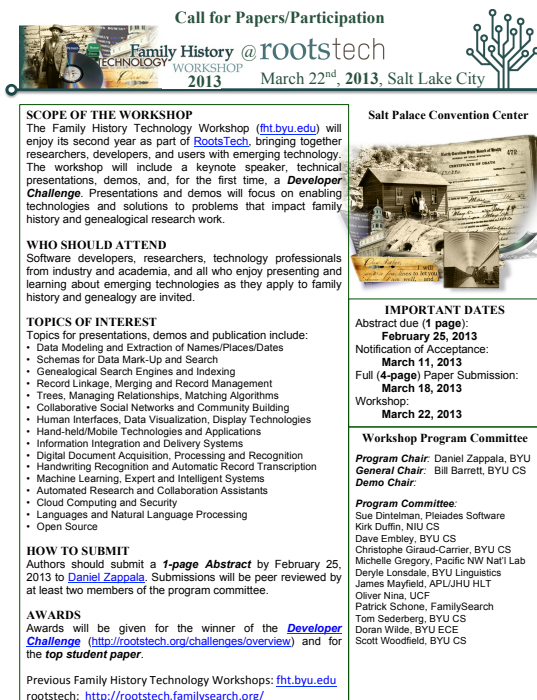 Call for Papers/Participation
Family History @ rootstech
TECHNOLOGY WORKSHOP
2013 March 22nd, 2013, Salt Lake City
SCOPE OF THE WORKSHOP
The Family History Technology Workshop (fht.byu.edu) will
enjoy its second year as part of RootsTech, bringing together
researchers, developers, and users with emerging technology.
The workshop will include a keynote speaker, technical
presentations, demos, and, for the first time, a Developer
Challenge. Presentations and demos will focus on enabling
technologies and solutions to problems that impact family
history and genealogical research work.
WHO SHOULD ATTEND
Software developers, researchers, technology professionals
from industry and academia, and all who enjoy presenting and
learning about emerging technologies as they apply to family
history and genealogy are invited.
TOPICS OF INTEREST
Topics for presentations, demos and publication include:
• Data Modeling and Extraction of Names/Places/Dates
• Schemas for Data Mark-Up and Search
• Genealogical Search Engines and Indexing
• Record Linkage, Merging and Record Management
• Trees, Managing Relationships, Matching Algorithms
• Collaborative Social Networks and Community Building
• Human Interfaces, Data Visualization, Display Technologies
• Hand-held/Mobile Technologies and Applications
• Information Integration and Delivery Systems
• Digital Document Acquisition, Processing and Recognition
• Handwriting Recognition and Automatic Record Transcription
• Machine Learning, Expert and Intelligent Systems
• Automated Research and Collaboration Assistants
• Cloud Computing and Security
• Languages and Natural Language Processing
• Open Source
HOW TO SUBMIT
Authors should submit a 1-page Abstract by February 25,
2013 to Daniel Zappala. Submissions will be peer reviewed by
at least two members of the program committee.
AWARDS
Awards will be given for the winner of the Developer
Challenge (http://rootstech.org/challenges/overview) and for
the top student paper.
Previous Family History Technology Workshops: fht.byu.edu
rootstech: http://rootstech.familysearch.org/
Salt Palace Convention Center
North Carolina State Board of Health
472
CERTIFICATE OF DEATH
IMPORTANT DATES
Abstract due (1 page):
February 25, 2013
Notification of Acceptance:
March 11, 2013
Full (4-page) Paper Submission:
March 18, 2013
Workshop:
March 22, 2013
Workshop Program Committee
Program Chair: Daniel Zappala, BYU
General Chair: Bill Barrett, BYU CS
Demo Chair:
Program Committee:
Sue Dintelman, Pleiades Software
Kirk Duffin, NIU CS
Dave Embley, BYU CS
Christophe Giraud-Carrier, BYU CS
Michelle Gregory, Pacific NW Nat'l Lab
Deryle Lonsdale, BYU Linguistics
James Mayfield, APL/JHU HLT
Oliver Nina, UCF
Patrick Schone, FamilySearch
Tom Sederberg, BYU CS
Doran Wilde, BYU ECE
Scott Woodfield, BYU CS